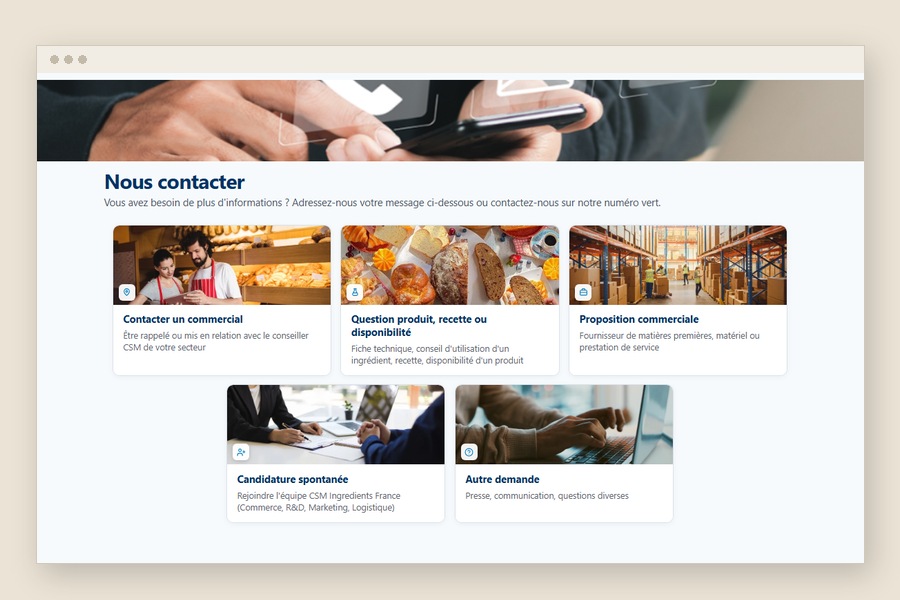 Nous contacter
Vous avez besoin de plus d'informations ? Adressez-nous votre message ci-dessous ou contactez-nous sur notre numéro vert.
Contacter un commercial
Être rappelé ou mis en relation avec le conseiller
CSM de votre secteur
Question produit, recette ou
disponibilité
Fiche technique, conseil d'utilisation d'un
ingrédient, recette, disponibilité d'un produit
Proposition commerciale
Fournisseur de matières premières, matériel ou
prestation de service
Candidature spontanée
Rejoindre l'équipe CSM Ingredients France
(Commerce, R&D, Marketing, Logistique)
Autre demande
Presse, communication, questions diverses